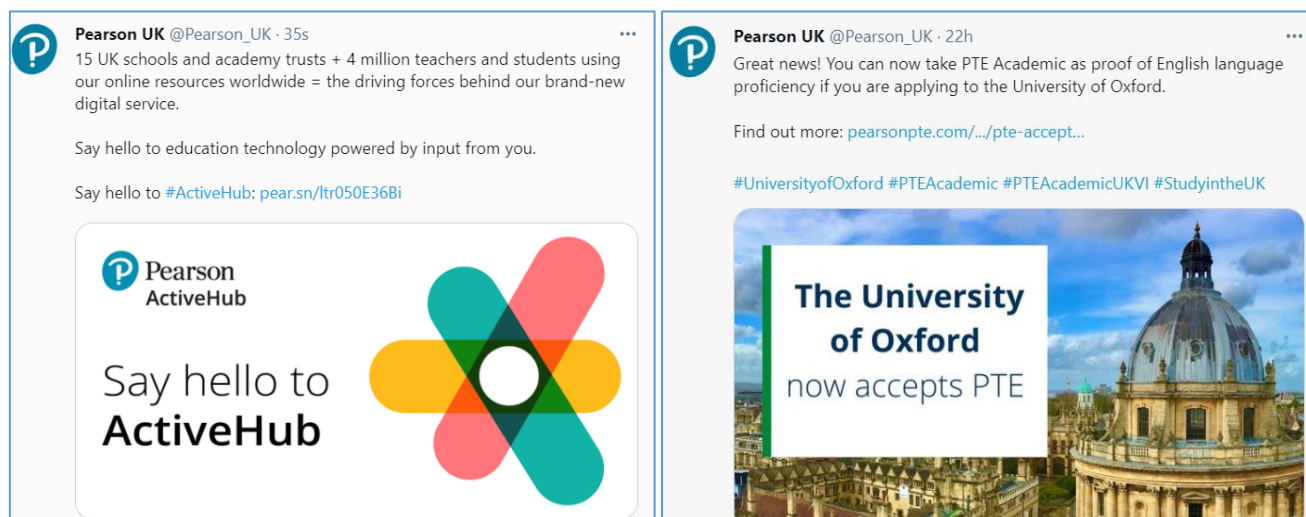 Pearson UK @Pearson_UK · 35s
15 UK schools and academy trusts + 4 million teachers and students using
our online resources worldwide = the driving forces behind our brand-new
digital service.
Say hello to education technology powered by input from you.
Say hello to #ActiveHub: pear.sn/ltr050E36Bi
Pearson
ActiveHub
Say hello to
ActiveHub
Pearson UK @Pearson_UK · 22h
Great news! You can now take PTE Academic as proof of English language
proficiency if you are applying to the University of Oxford.
Find out more: pearsonpte.com/.../pte-accept...
#UniversityofOxford #PTEAcademic #PTEAcademicUKVI #StudyintheUK
The University
of Oxford
now accepts PTE